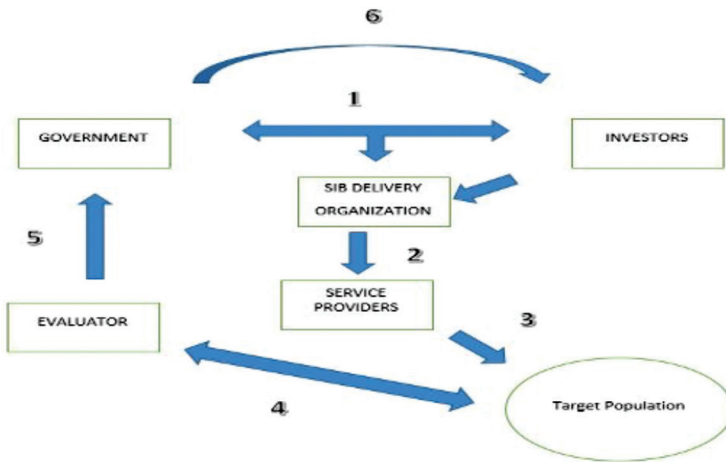 6
1
GOVERNMENT
INVESTORS
SIB DELIVERY
ORGANIZATION
5
2
SERVICE
PROVIDERS
EVALUATOR
3
4
Target Population